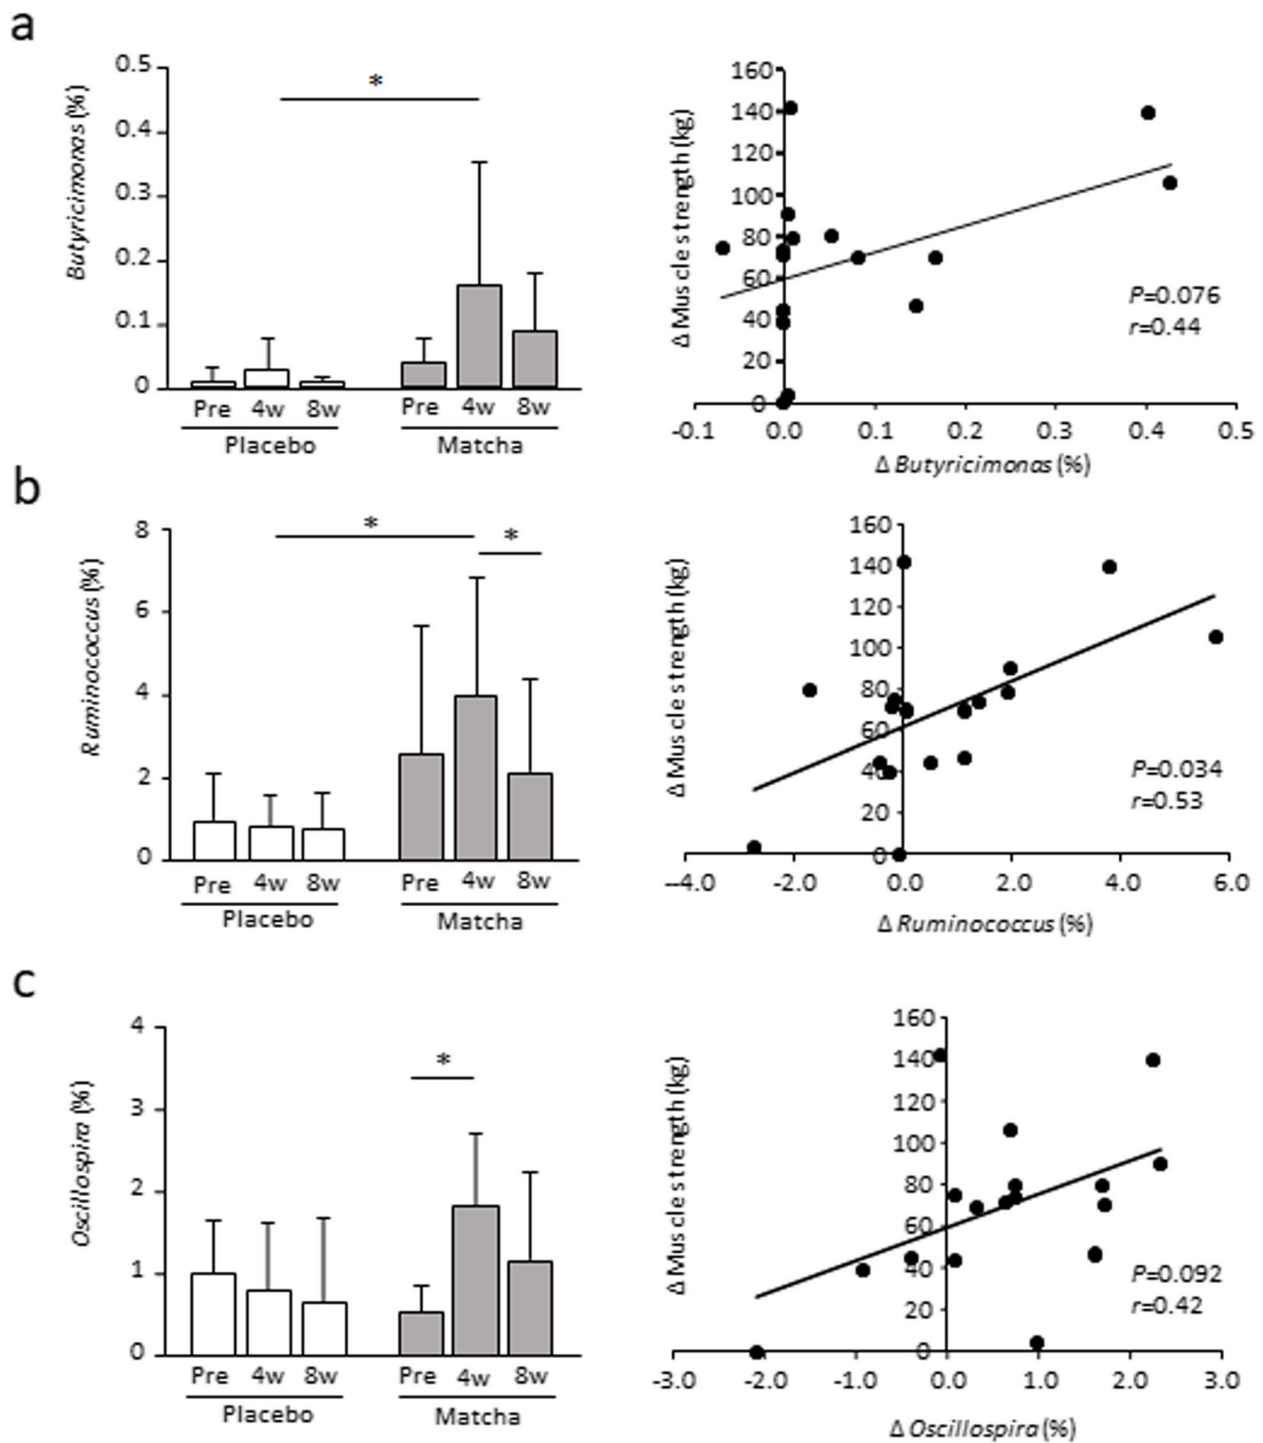 a
Butyricimonas (%)
0.5
0.4
0.3
0.2
0.1
0
*
Pre 4w 8w Pre 4w 8w
Placebo Matcha
Δ Muscle strength (kg)
160
140
120
100
80
60
40
20
0
P=0.076
r=0.44
-0.1 0.0 0.1 0.2 0.3 0.4 0.5
Δ Butyricimonas (%)
b
Ruminococcus (%)
8
6
4
2
0
* *
Pre 4w 8w Pre 4w 8w
Placebo Matcha
Δ Muscle strength (kg)
160
140
120
100
80
60
40
20
0
P=0.034
r=0.53
–4.0 -2.0 0.0 2.0 4.0 6.0
Δ Ruminococcus (%)
c
Oscillospira (%)
4
3
2
1
0
*
Pre 4w 8w Pre 4w 8w
Placebo Matcha
Δ Muscle strength (kg)
160
140
120
100
80
60
40
20
0
P=0.092
r=0.42
-3.0 -2.0 -1.0 0.0 1.0 2.0 3.0
Δ Oscillospira (%)